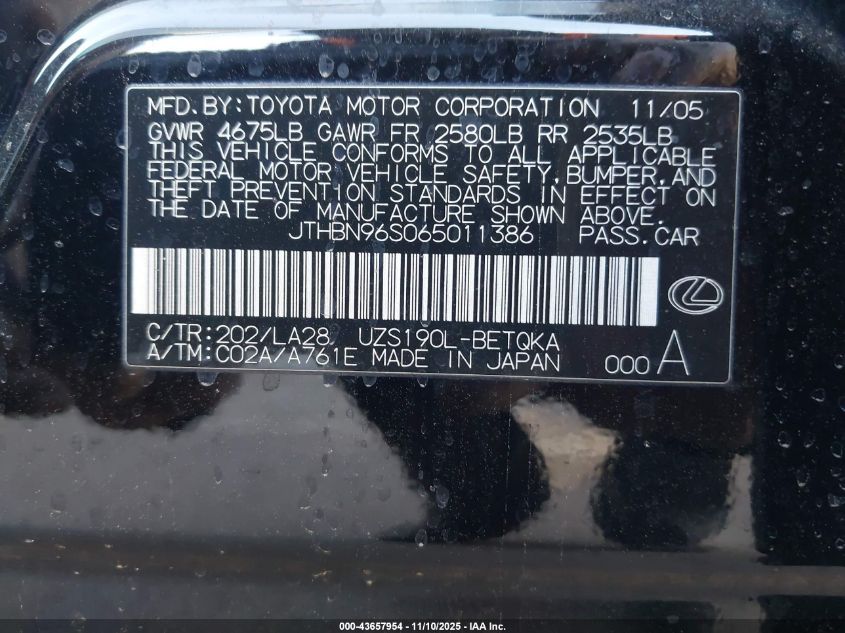 MFD. BY: TOYOTA MOTOR CORPORATION 11/05
GVWR 4675LB GAWR FR 2580LB RR 2535LB
THIS VEHICLE CONFORMS TO ALL APPLICABLE
FEDERAL MOTOR VEHICLE SAFETY, BUMPER, AND
THEFT PREVENTION STANDARDS IN EFFECT ON
THE DATE OF MANUFACTURE SHOWN ABOVE.
JTHBN96S065011386 PASS. CAR
C/TR: 202/LA28 UZS190L-BETQKA
A/TM: C02A/A761E MADE IN JAPAN 000 A
000-43657954 - 11/10/2025 - IAA Inc.